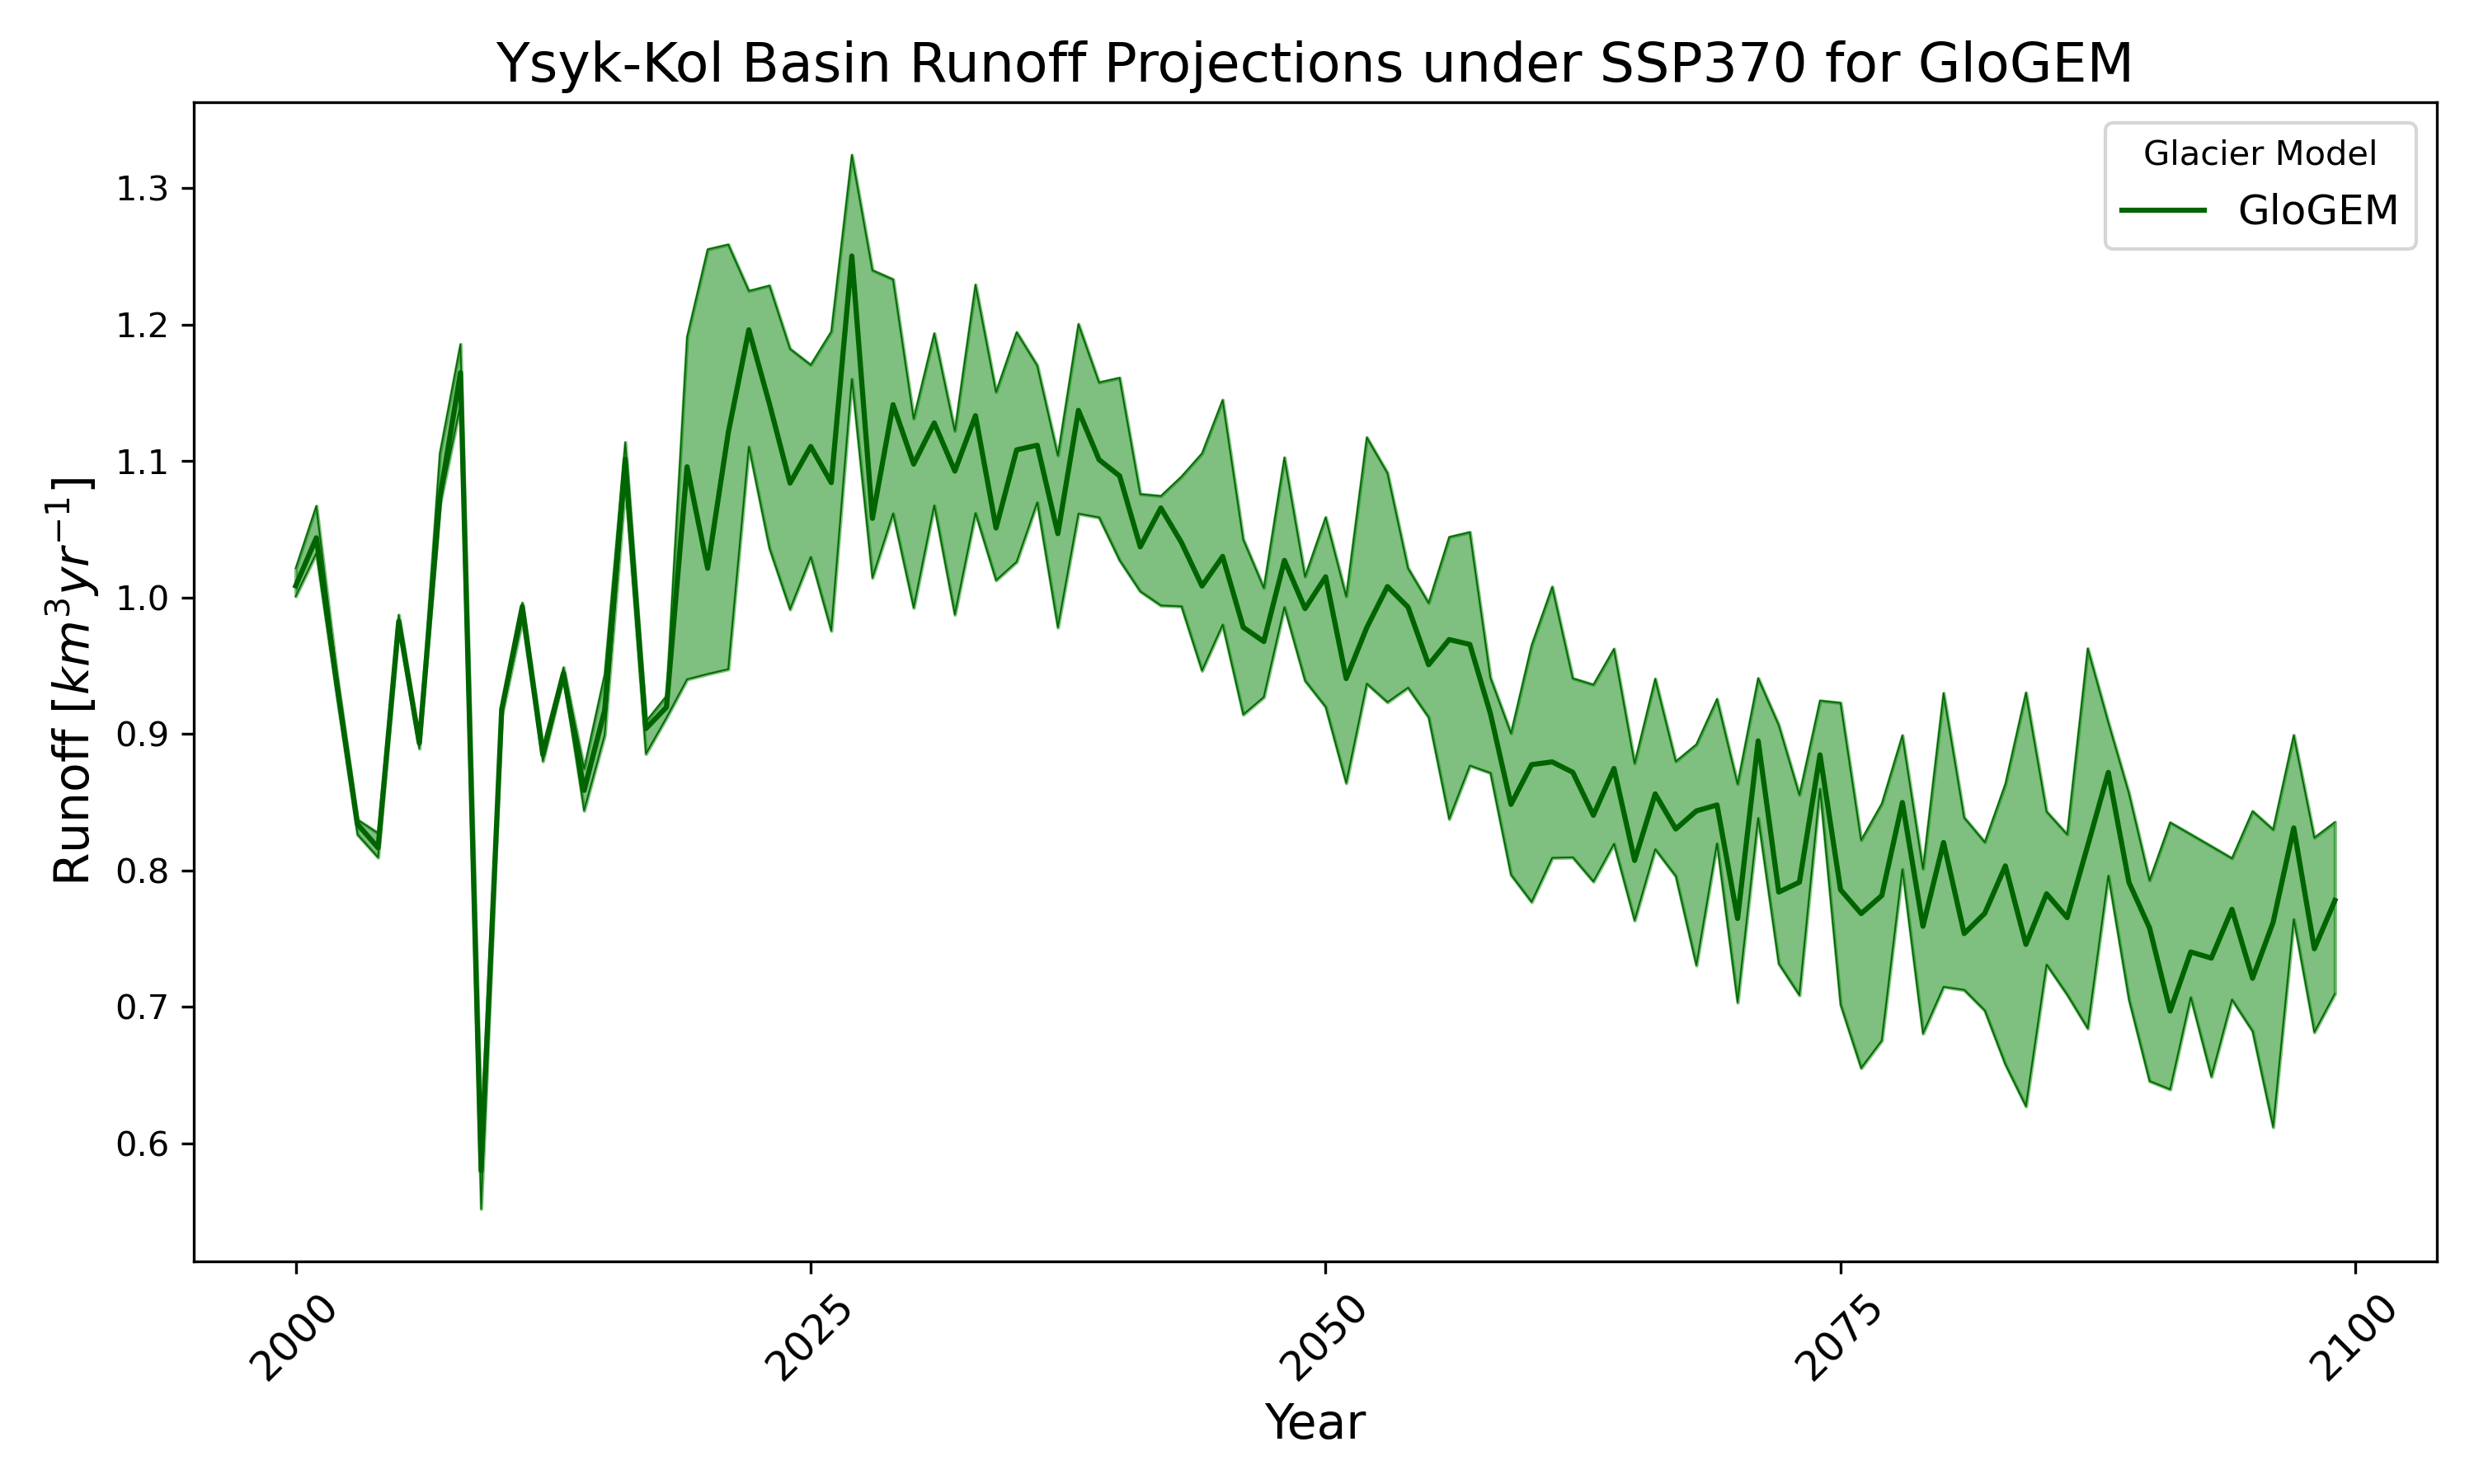 Ysyk-Kol Basin Runoff Projections under SSP370 for GloGEM
Glacier Model
GloGEM
Runoff [km³yr⁻¹]
1.3
1.2
1.1
1.0
0.9
0.8
0.7
0.6
2000
2025
2050
2075
2100
Year